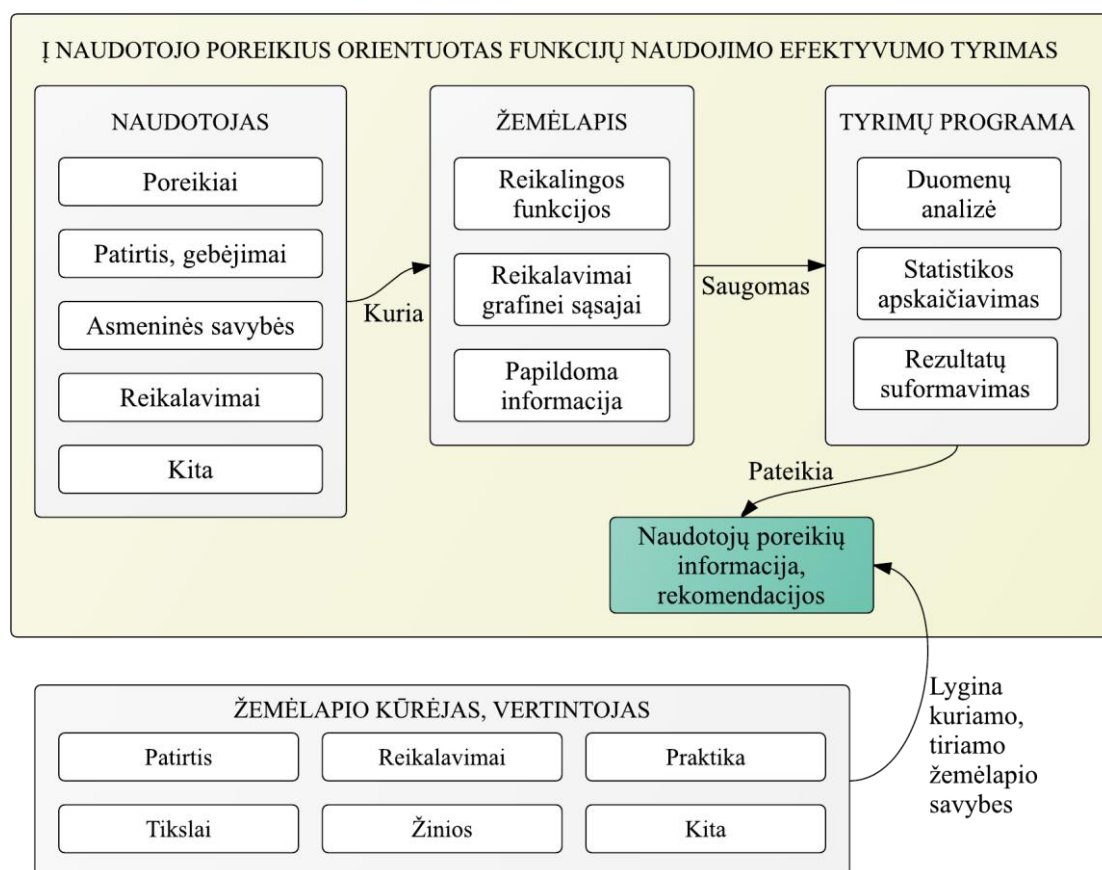 Į NAUDOTOJO POREIKIUS ORIENTUOTAS FUNKCIJŲ NAUDOJIMO EFEKTYVUMO TYRIMAS
NAUDOTOJAS
Poreikiai
Patirtis, gebėjimai
Asmeninės savybės
Reikalavimai
Kita
Kuria
ŽEMĖLAPIS
Reikalingos
funkcijos
Reikalavimai
grafinei sąsajai
Papildoma
informacija
Saugomas
TYRIMŲ PROGRAMA
Duomenų
analizė
Statistikos
apskaičiavimas
Rezultatų
suformavimas
Pateikia
Naudotojų poreikių
informacija,
rekomendacijos
Lygina
kuriamo,
tiriamo
žemėlapio
savybes
ŽEMĖLAPIO KŪRĖJAS, VERTINTOJAS
Patirtis
Reikalavimai
Praktika
Tikslai
Žinios
Kita